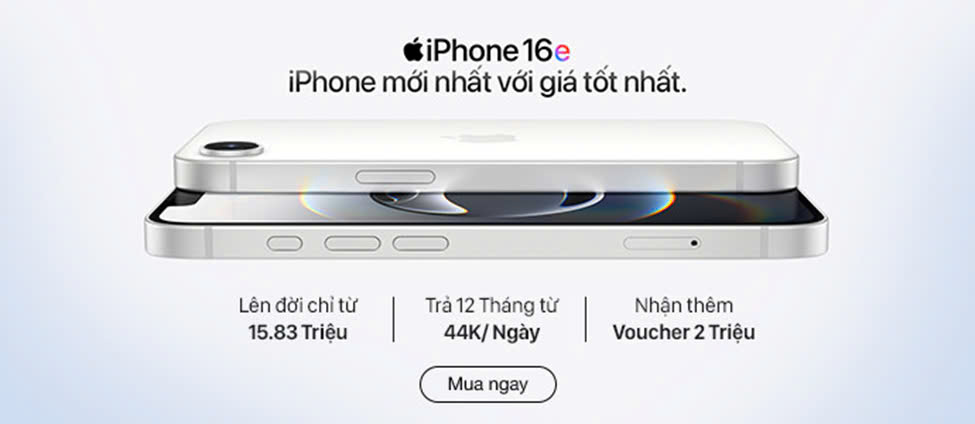 iPhone 16e
iPhone mới nhất với giá tốt nhất.
Lên đời chỉ từ
15.83 Triệu
Trả 12 Tháng từ
44K/ Ngày
Nhận thêm
Voucher 2 Triệu
Mua ngay